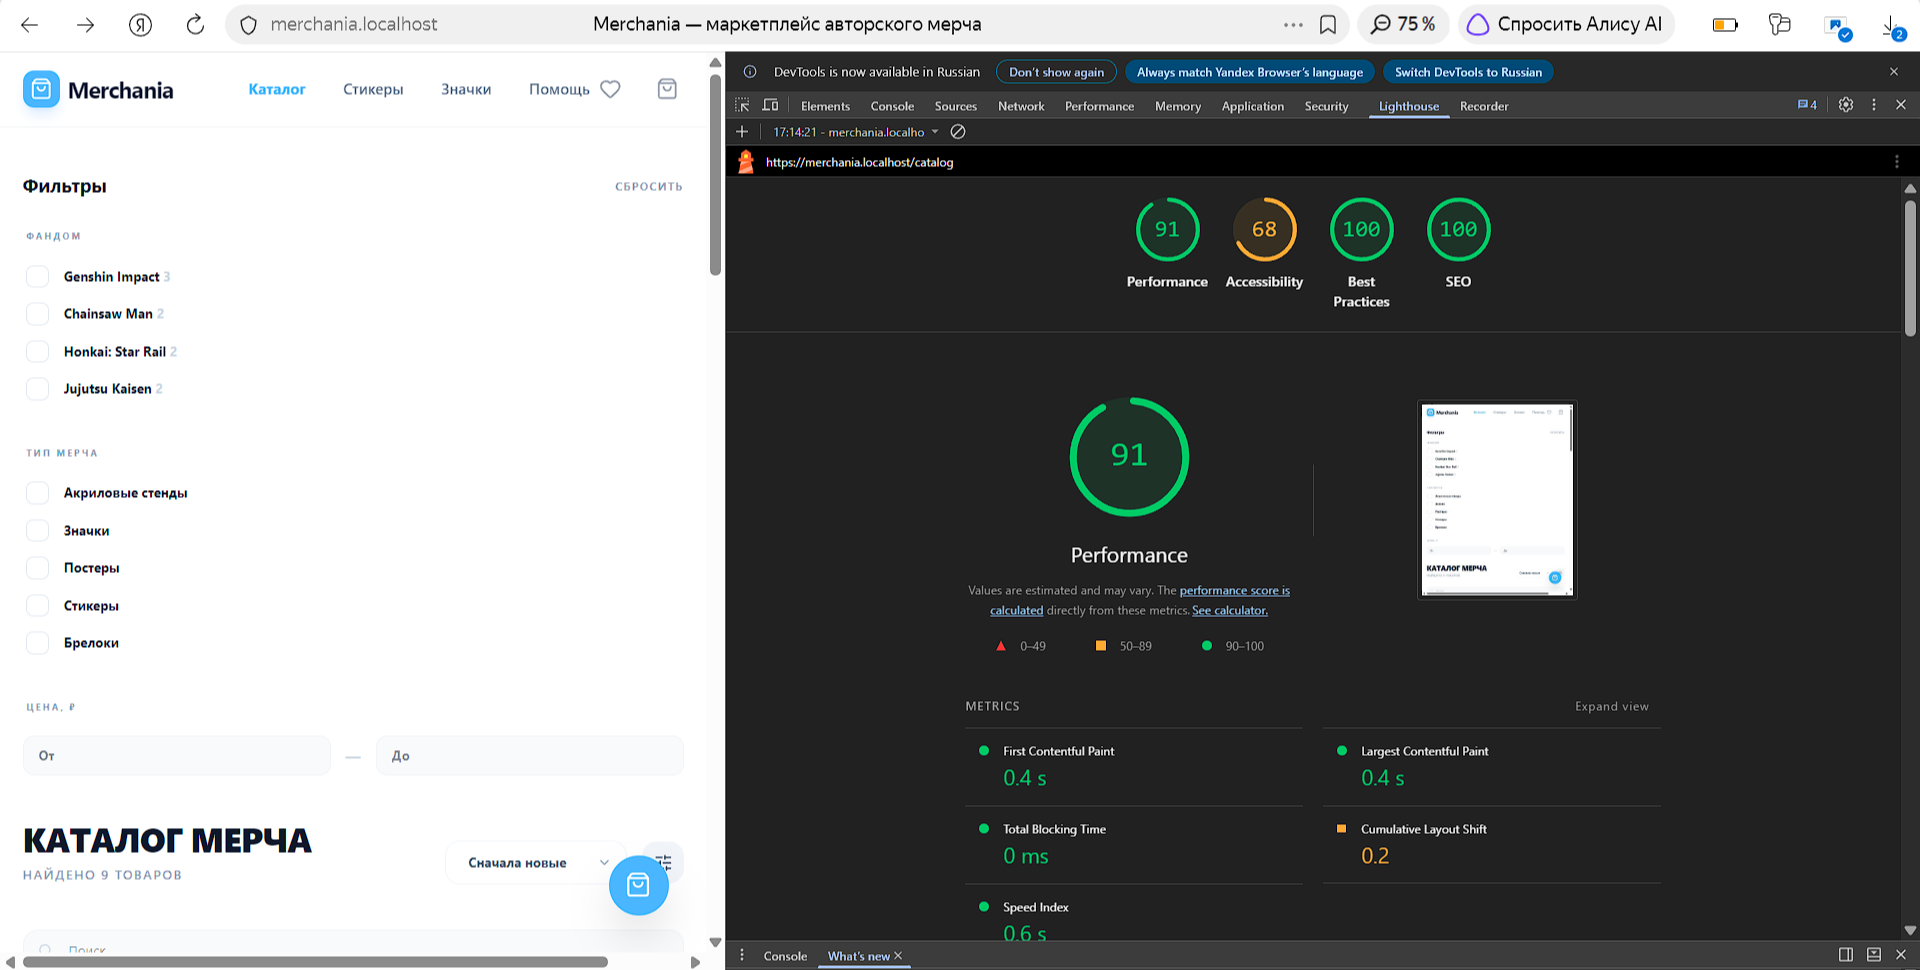 merchania.localhost
Merchania — маркетплейс авторского мерча
75 %
Спросить Алису AI
2
Merchania
Каталог
Стикеры
Значки
Помощь
Фильтры
СБРОСИТЬ
ФАНДОМ
Genshin Impact 3
Chainsaw Man 2
Honkai: Star Rail 2
Jujutsu Kaisen 2
ТИП МЕРЧА
Акриловые стенды
Значки
Постеры
Стикеры
Брелоки
ЦЕНА, ₽
От
—
До
КАТАЛОГ МЕРЧА
НАЙДЕНО 9 ТОВАРОВ
Сначала новые
Поиск
DevTools is now available in Russian
Don't show again
Always match Yandex Browser's language
Switch DevTools to Russian
Elements
Console
Sources
Network
Performance
Memory
Application
Security
Lighthouse
Recorder
4
17:14:21 - merchania.localho
https://merchania.localhost/catalog
91
Performance
68
Accessibility
100
Best Practices
100
SEO
91
Performance
Values are estimated and may vary. The performance score is
calculated directly from these metrics. See calculator.
0–49
50–89
90–100
Merchania
КАТАЛОГ МЕРЧА
METRICS
Expand view
First Contentful Paint
0.4 s
Largest Contentful Paint
0.4 s
Total Blocking Time
0 ms
Cumulative Layout Shift
0.2
Speed Index
0.6 s
Console
What's new